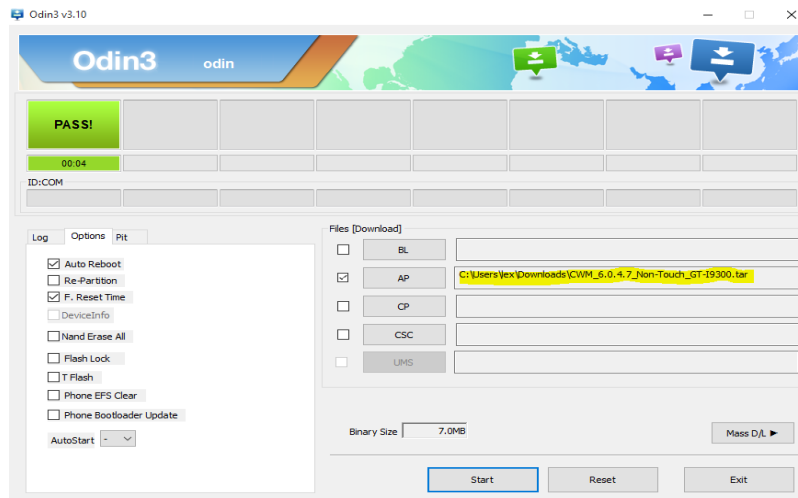 Odin3 v3.10
Odin3 odin
PASS!
00:04
ID:COM
Log Options Pit
Auto Reboot
Re-Partition
F. Reset Time
DeviceInfo
Nand Erase All
Flash Lock
T Flash
Phone EFS Clear
Phone Bootloader Update
AutoStart -
Files [Download]
BL
AP C:\Users\lex\Downloads\CWM_6.0.4.7_Non-Touch_GT-I9300.tar
CP
CSC
UMS
Binary Size 7.0MB
Mass D/L ►
Start Reset Exit